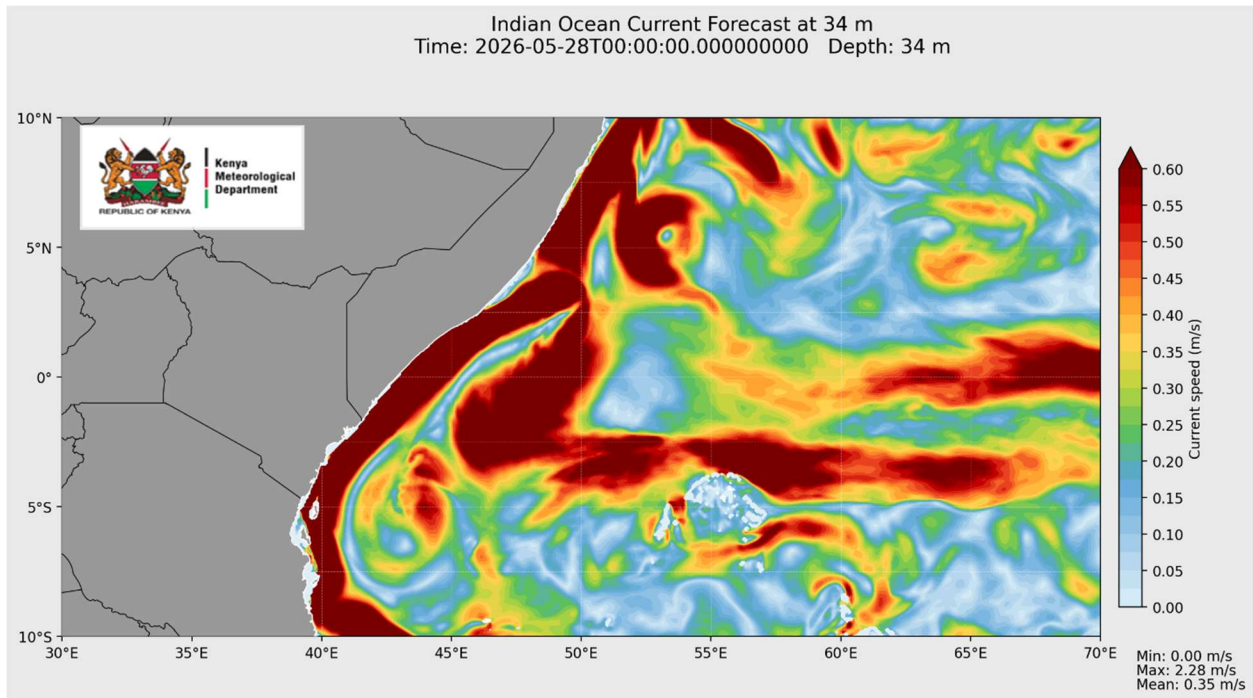 Indian Ocean Current Forecast at 34 m
Time: 2026-05-28T00:00:00.000000000   Depth: 34 m
10°N
5°N
0°
5°S
10°S
Kenya
Meteorological
Department
REPUBLIC OF KENYA
30°E
35°E
40°E
45°E
50°E
55°E
60°E
65°E
70°E
0.60
0.55
0.50
0.45
0.40
0.35
0.30
0.25
0.20
0.15
0.10
0.05
0.00
Current speed (m/s)
Min: 0.00 m/s
Max: 2.28 m/s
Mean: 0.35 m/s